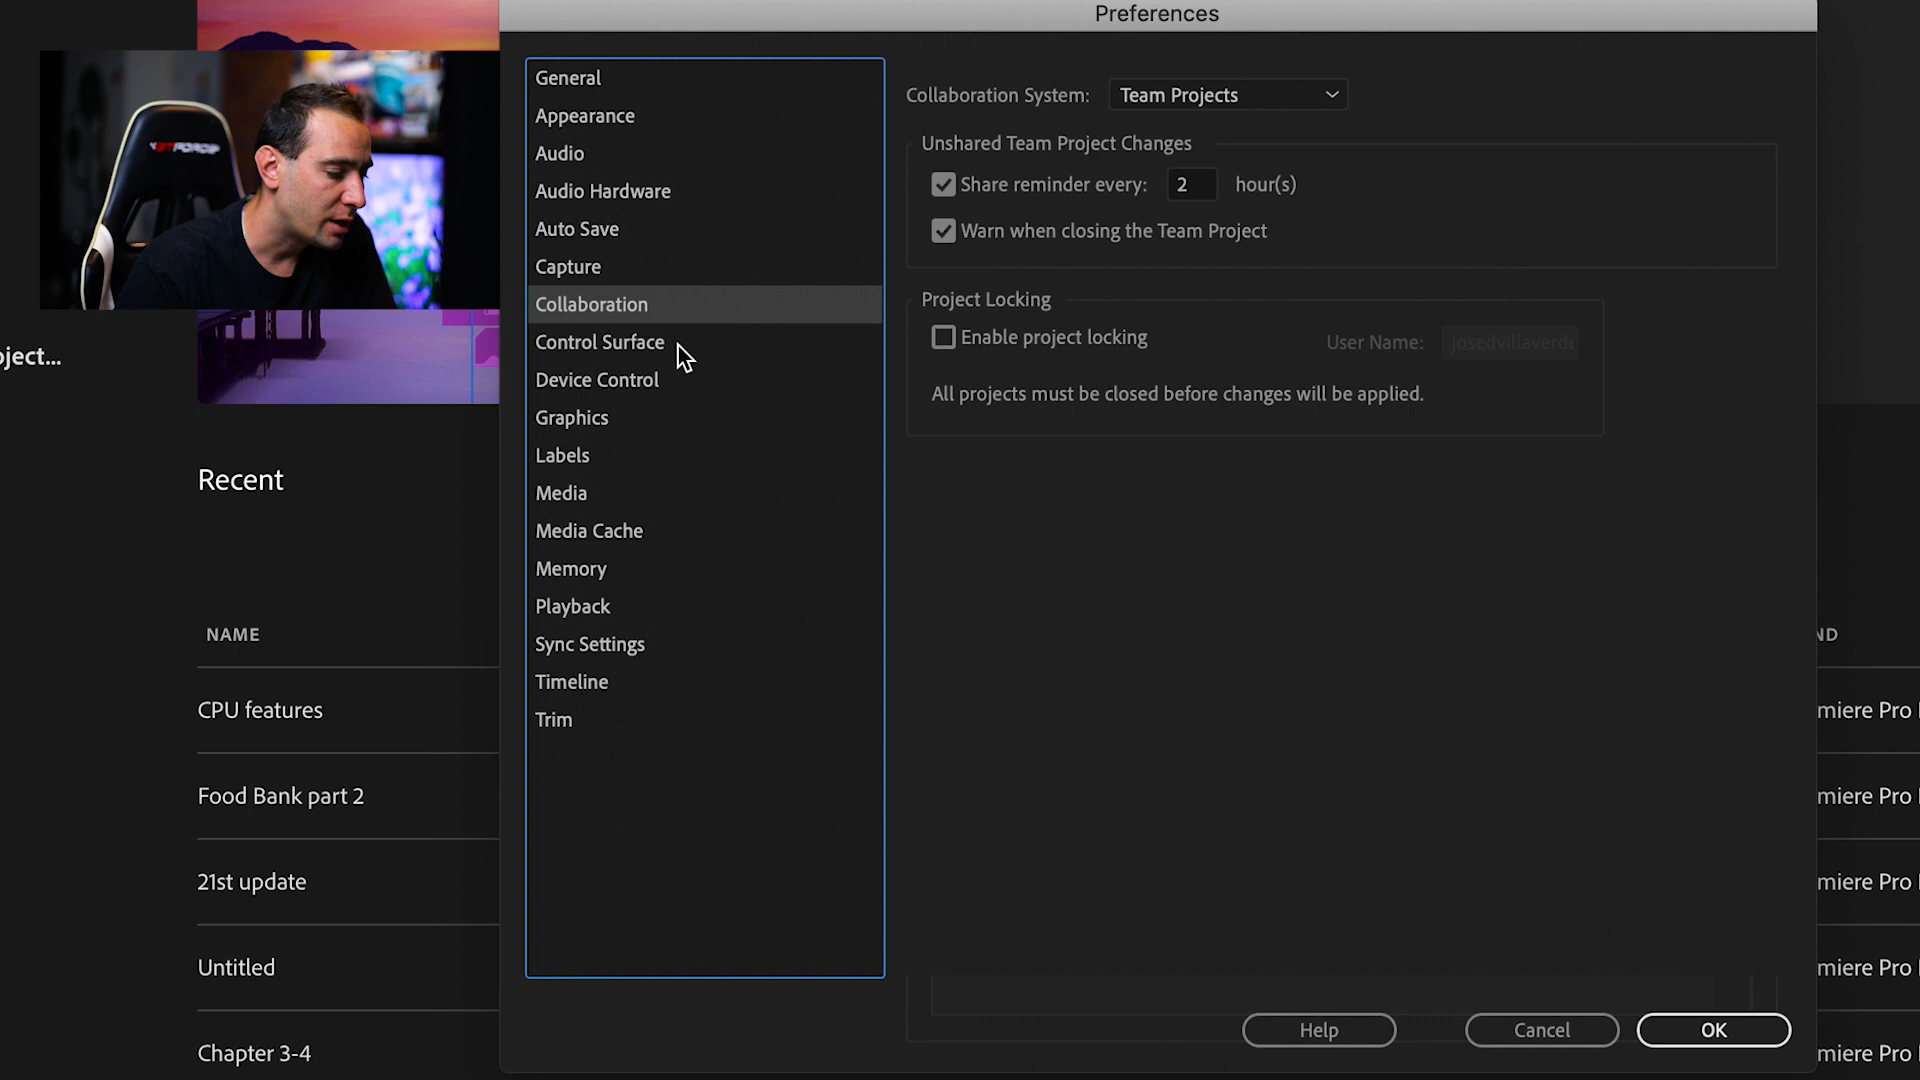 Preferences
General
Appearance
Audio
Audio Hardware
Auto Save
Capture
Collaboration
Control Surface
Device Control
Graphics
Labels
Media
Media Cache
Memory
Playback
Sync Settings
Timeline
Trim
Collaboration System: Team Projects
Unshared Team Project Changes
Share reminder every: 2 hour(s)
Warn when closing the Team Project
Project Locking
Enable project locking User Name: josedvillaverde
All projects must be closed before changes will be applied.
Help Cancel OK
oject...
Recent
NAME ND
CPU features miere Pro
Food Bank part 2 miere Pro
21st update miere Pro
Untitled miere Pro
Chapter 3-4 miere Pro